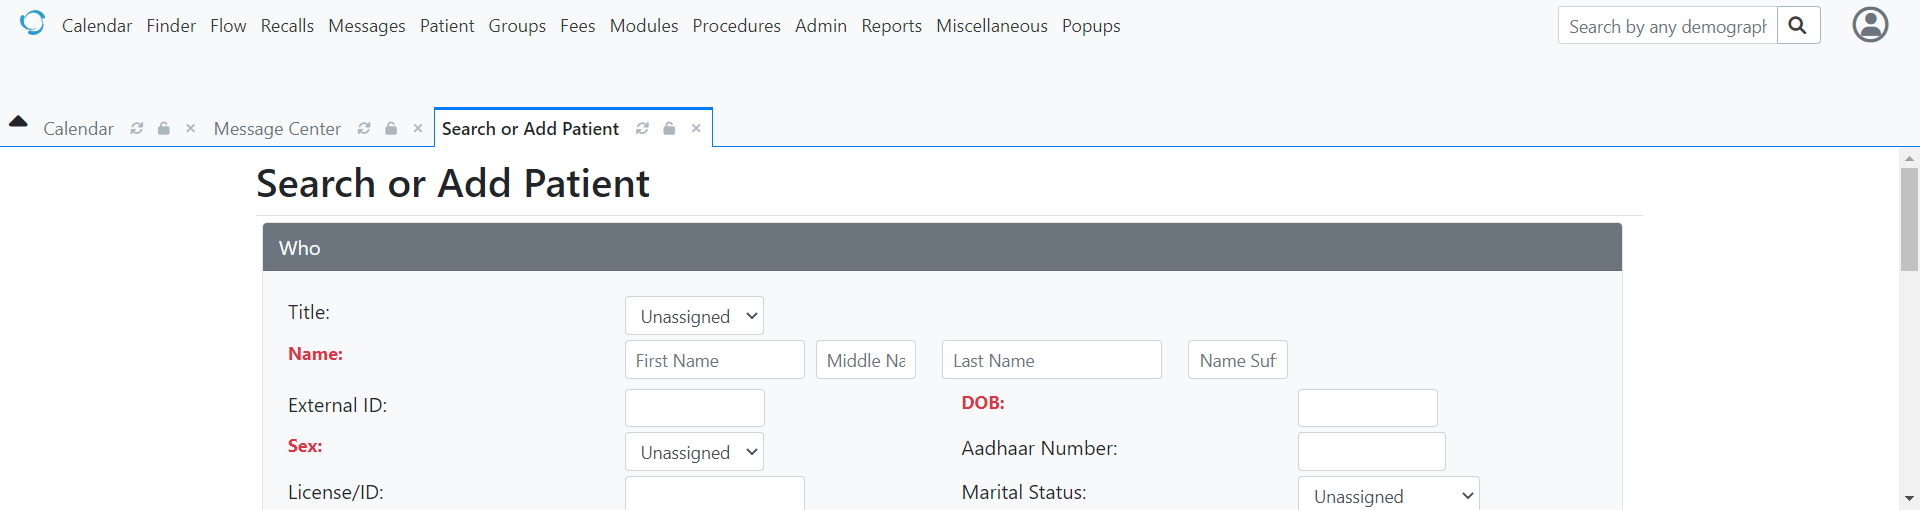 Calendar Finder Flow Recalls Messages Patient Groups Fees Modules Procedures Admin Reports Miscellaneous Popups Search by any demograph
Calendar Message Center Search or Add Patient
Search or Add Patient
Who
Title: Unassigned
Name: First Name Middle Na Last Name Name Suf
External ID: DOB:
Sex: Unassigned Aadhaar Number:
License/ID: Marital Status: Unassigned